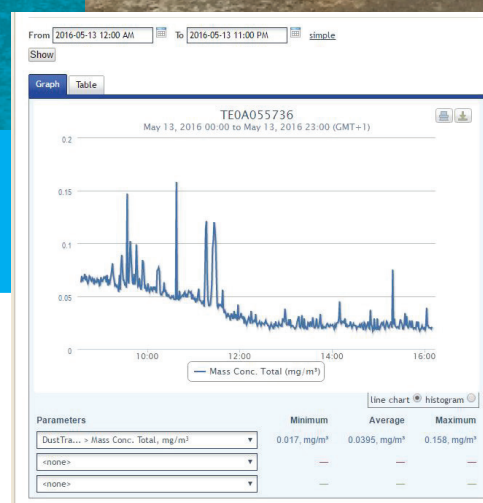 From 2016-05-13 12:00 AM To 2016-05-13 11:00 PM simple
Show
Graph Table
TE0A055736
May 13, 2016 00:00 to May 13, 2016 23:00 (GMT+1)
0.2
0.15
0.1
0.05
0
10:00 12:00 14:00 16:00
Mass Conc. Total (mg/m³)
line chart histogram
Parameters Minimum Average Maximum
DustTra... > Mass Conc. Total, mg/m³ 0.017, mg/m³ 0.0395, mg/m³ 0.158, mg/m³
<none> — — —
<none> — — —